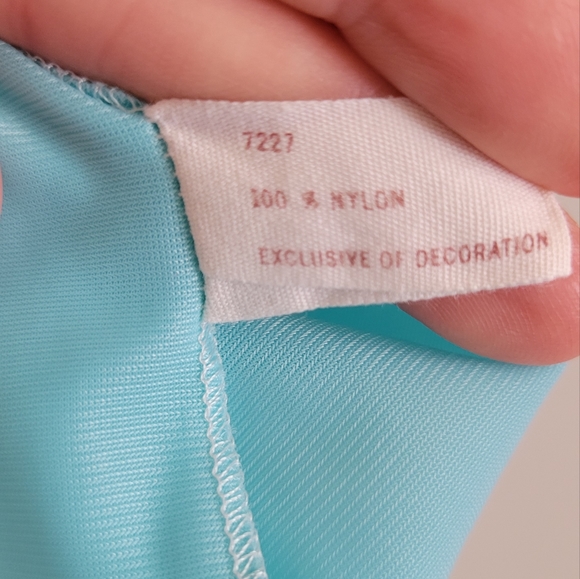 7227
100 % NYLON
EXCLUSIVE OF DECORATION